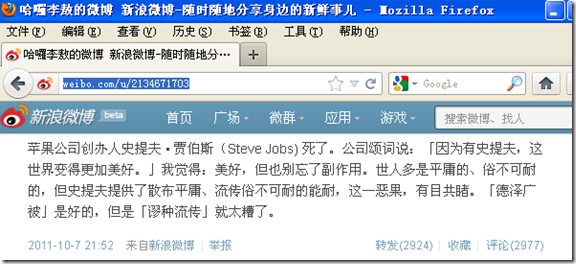 哈囉李敖的微博 新浪微博-随时随地分享身边的新鲜事儿 - Mozilla Firefox
文件(F) 编辑(E) 查看(V) 历史(S) 书签(B) 工具(T) 帮助(H)
哈囉李敖的微博 新浪微博-随时随地分...
weibo.com/u/2134671703 Google
新浪微博 beta 首页 广场 微群 应用 游戏 搜索微博、找人
苹果公司创办人史提夫·贾伯斯（Steve Jobs) 死了。公司颂词说：「因为有史提夫，这
世界变得更加美好。」我觉得：美好，但也别忘了副作用。世人多是平庸的、俗不可耐
的，但史提夫提供了散布平庸、流传俗不可耐的能耐，这一恶果，有目共睹。「德泽广
被」是好的，但是「谬种流传」就太糟了。
2011-10-7 21:52 来自新浪微博 | 举报 转发(2924) | 收藏 | 评论(2977)